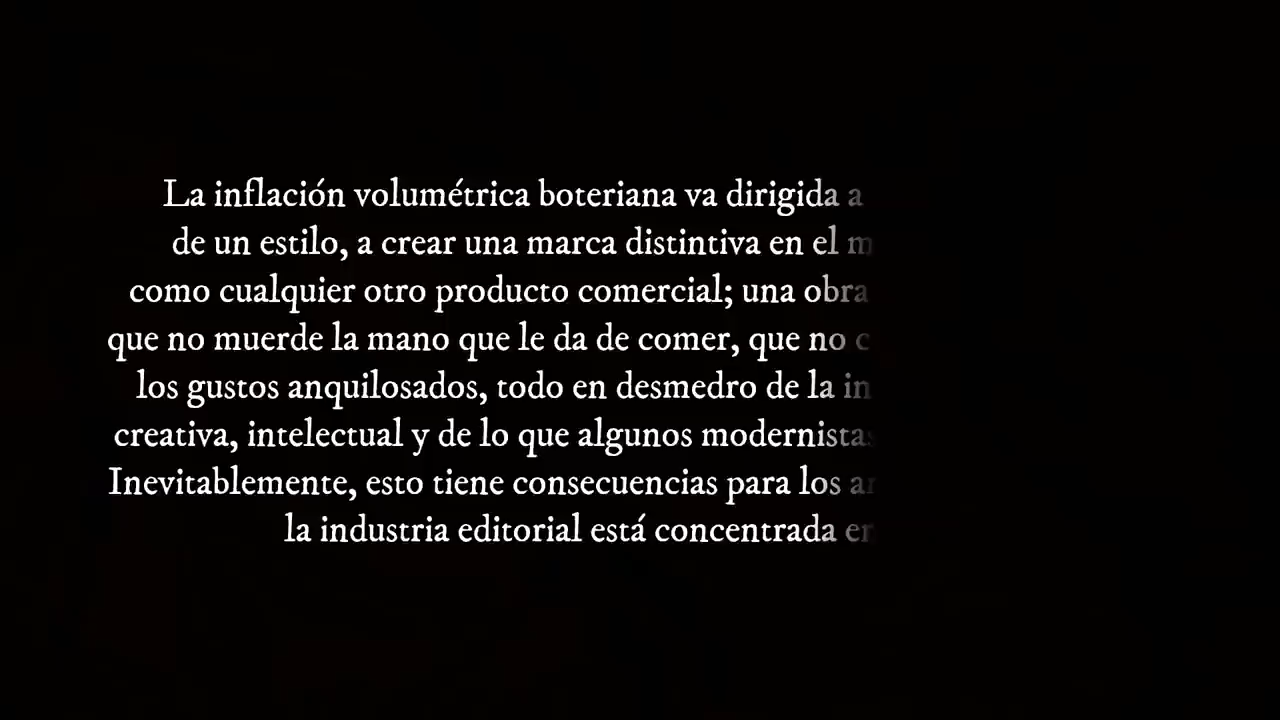 La inflación volumétrica boteriana va dirigida a
de un estilo, a crear una marca distintiva en el
como cualquier otro producto comercial; una obra
que no muerde la mano que le da de comer, que no
los gustos anquilosados, todo en desmedro de la
creativa, intelectual y de lo que algunos modernistas
Inevitablemente, esto tiene consecuencias para los
la industria editorial está concentrada en